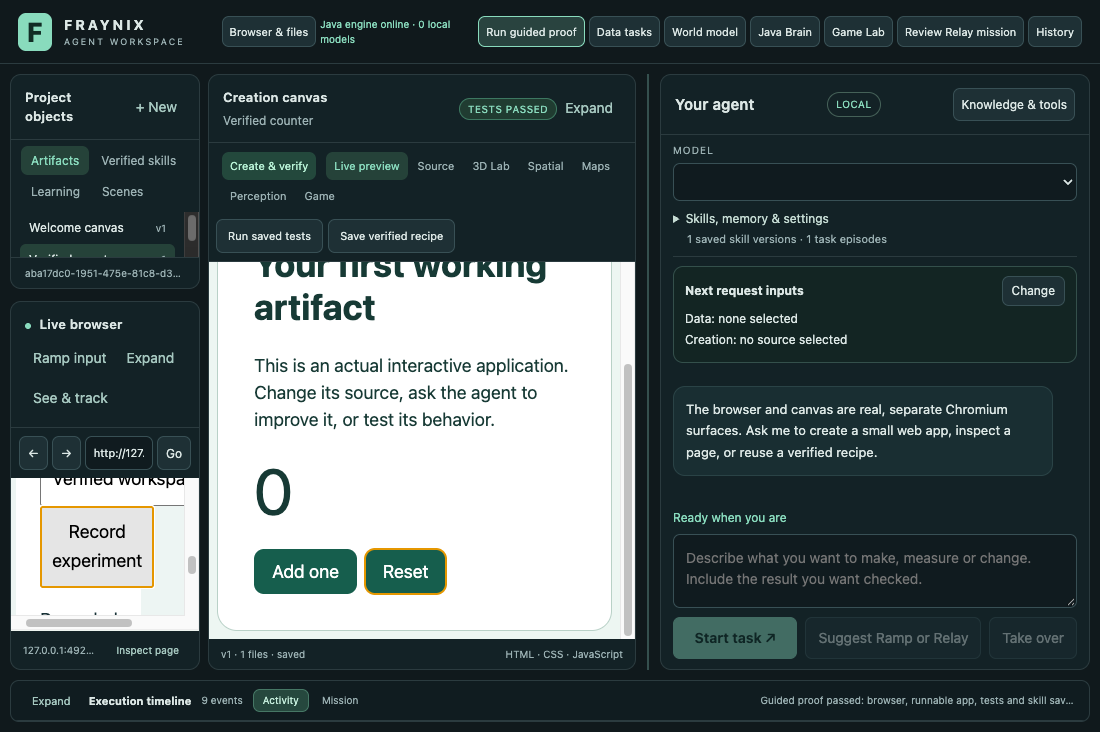 F
FRAYNIX
AGENT WORKSPACE
Browser & files
Java engine online · 0 local
models
Run guided proof
Data tasks
World model
Java Brain
Game Lab
Review Relay mission
History
Project
objects
+ New
Artifacts
Verified skills
Learning
Scenes
Welcome canvas
v1
aba17dc0-1951-475e-81c8-d3...
Live browser
Ramp input
Expand
See & track
←
→
http://127.
Go
Verified workspa
Record
experiment
127.0.0.1:492...
Inspect page
Creation canvas
Verified counter
TESTS PASSED
Expand
Create & verify
Live preview
Source
3D Lab
Spatial
Maps
Perception
Game
Run saved tests
Save verified recipe
Your first working
artifact
This is an actual interactive application.
Change its source, ask the agent to
improve it, or test its behavior.
0
Add one
Reset
v1 · 1 files · saved
HTML · CSS · JavaScript
Your agent
LOCAL
Knowledge & tools
MODEL
Skills, memory & settings
1 saved skill versions · 1 task episodes
Next request inputs
Change
Data: none selected
Creation: no source selected
The browser and canvas are real, separate Chromium
surfaces. Ask me to create a small web app, inspect a
page, or reuse a verified recipe.
Ready when you are
Describe what you want to make, measure or change.
Include the result you want checked.
Start task ↗
Suggest Ramp or Relay
Take over
Expand
Execution timeline
9 events
Activity
Mission
Guided proof passed: browser, runnable app, tests and skill sav...